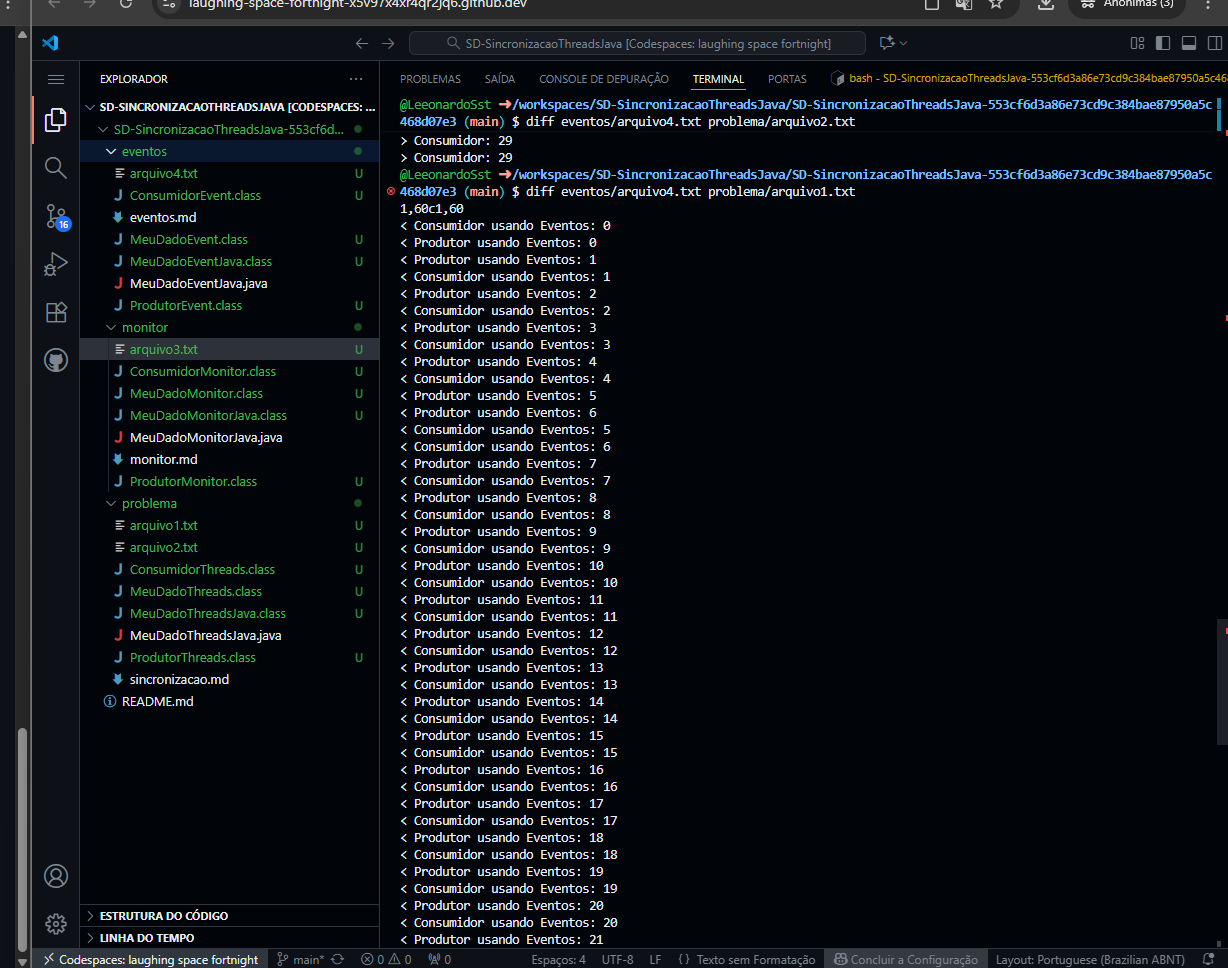 laughing-space-fortnight-x5v97x4xr4qr2jq6.github.dev
Anônimas (3)
SD-SincronizacaoThreadsJava [Codespaces: laughing space fortnight]
EXPLORADOR
SD-SINCRONIZACAOTHREADSJAVA [CODESPACES: ...
SD-SincronizacaoThreadsJava-553cf6d...
eventos
arquivo4.txt U
ConsumidorEvent.class U
eventos.md
MeuDadoEvent.class U
MeuDadoEventJava.class U
MeuDadoEventJava.java
ProdutorEvent.class U
monitor
arquivo3.txt U
ConsumidorMonitor.class U
MeuDadoMonitor.class U
MeuDadoMonitorJava.class U
MeuDadoMonitorJava.java
monitor.md
ProdutorMonitor.class U
problema
arquivo1.txt U
arquivo2.txt U
ConsumidorThreads.class U
MeuDadoThreads.class U
MeuDadoThreadsJava.class U
MeuDadoThreadsJava.java
ProdutorThreads.class U
sincronizacao.md
README.md
16
ESTRUTURA DO CÓDIGO
LINHA DO TEMPO
PROBLEMAS SAÍDA CONSOLE DE DEPURAÇÃO TERMINAL PORTAS
bash - SD-SincronizacaoThreadsJava-553cf6d3a86e73cd9c384bae87950a5c46
@LeeonardoSst ➜/workspaces/SD-SincronizacaoThreadsJava/SD-SincronizacaoThreadsJava-553cf6d3a86e73cd9c384bae87950a5c
468d07e3 (main) $ diff eventos/arquivo4.txt problema/arquivo2.txt
> Consumidor: 29
> Consumidor: 29
@LeeonardoSst ➜/workspaces/SD-SincronizacaoThreadsJava/SD-SincronizacaoThreadsJava-553cf6d3a86e73cd9c384bae87950a5c
468d07e3 (main) $ diff eventos/arquivo4.txt problema/arquivo1.txt
1,60c1,60
< Consumidor usando Eventos: 0
< Produtor usando Eventos: 0
< Produtor usando Eventos: 1
< Consumidor usando Eventos: 1
< Produtor usando Eventos: 2
< Consumidor usando Eventos: 2
< Produtor usando Eventos: 3
< Consumidor usando Eventos: 3
< Produtor usando Eventos: 4
< Consumidor usando Eventos: 4
< Produtor usando Eventos: 5
< Produtor usando Eventos: 6
< Consumidor usando Eventos: 5
< Consumidor usando Eventos: 6
< Produtor usando Eventos: 7
< Consumidor usando Eventos: 7
< Produtor usando Eventos: 8
< Consumidor usando Eventos: 8
< Produtor usando Eventos: 9
< Consumidor usando Eventos: 9
< Produtor usando Eventos: 10
< Consumidor usando Eventos: 10
< Produtor usando Eventos: 11
< Consumidor usando Eventos: 11
< Produtor usando Eventos: 12
< Consumidor usando Eventos: 12
< Produtor usando Eventos: 13
< Consumidor usando Eventos: 13
< Produtor usando Eventos: 14
< Consumidor usando Eventos: 14
< Produtor usando Eventos: 15
< Consumidor usando Eventos: 15
< Produtor usando Eventos: 16
< Consumidor usando Eventos: 16
< Produtor usando Eventos: 17
< Consumidor usando Eventos: 17
< Produtor usando Eventos: 18
< Consumidor usando Eventos: 18
< Produtor usando Eventos: 19
< Consumidor usando Eventos: 19
< Produtor usando Eventos: 20
< Consumidor usando Eventos: 20
< Produtor usando Eventos: 21
Codespaces: laughing space fortnight main* 0 0 0 Espaços: 4 UTF-8 LF {} Texto sem Formatação Concluir a Configuração Layout: Portuguese (Brazilian ABNT)